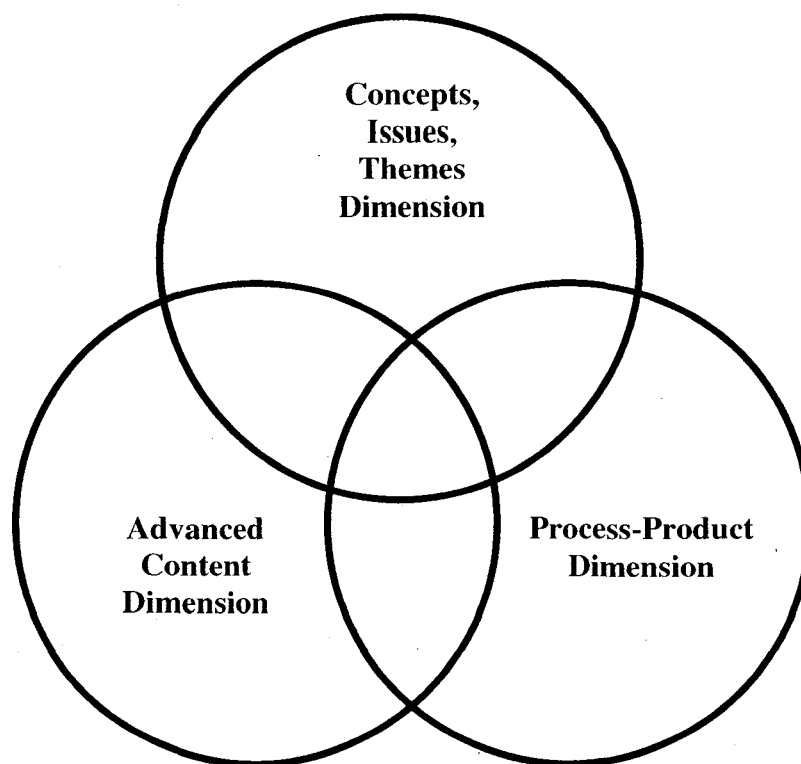 Concepts,
Issues,
Themes
Dimension
Advanced
Content
Dimension
Process-Product
Dimension